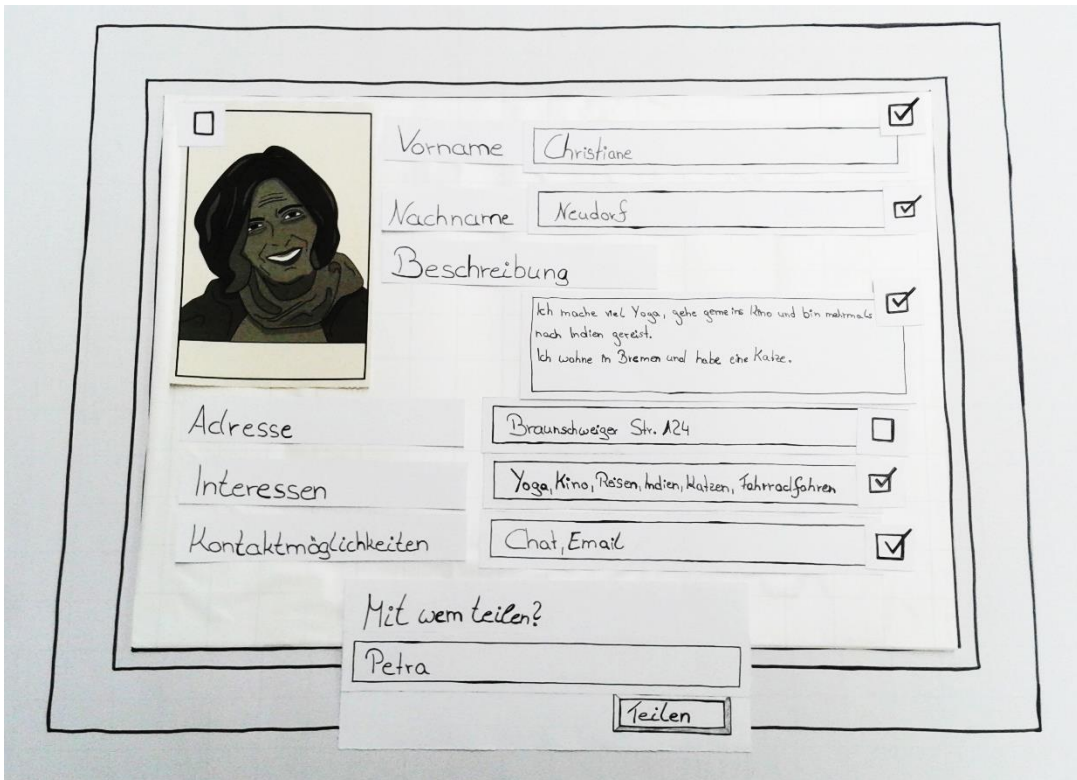 Vorname Christiane
Nachname Neudorf
Beschreibung
Ich mache viel Yoga, gehe gerne ins Kino und bin mehrmals
nach Indien gereist.
Ich wohne in Bremen und habe eine Katze.
Adresse Braunschweiger Str. 124
Interessen Yoga, Kino, Reisen, Indien, Katzen, Fahrradfahren
Kontaktmöglichkeiten Chat, Email
Mit wem teilen?
Petra
Teilen